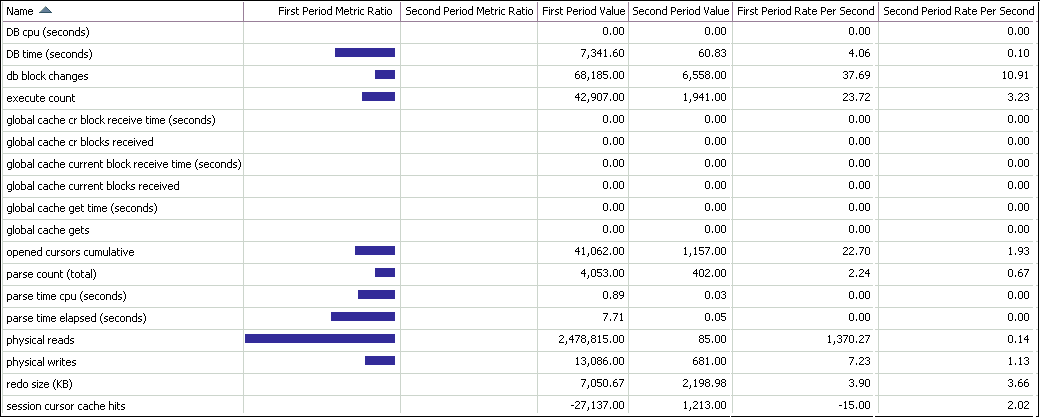 Name First Period Metric Ratio Second Period Metric Ratio First Period Value Second Period Value First Period Rate Per Second Second Period Rate Per Second
DB cpu (seconds) 0.00 0.00 0.00 0.00
DB time (seconds) 7,341.60 60.83 4.06 0.10
db block changes 68,185.00 6,558.00 37.69 10.91
execute count 42,907.00 1,941.00 23.72 3.23
global cache cr block receive time (seconds) 0.00 0.00 0.00 0.00
global cache cr blocks received 0.00 0.00 0.00 0.00
global cache current block receive time (seconds) 0.00 0.00 0.00 0.00
global cache current blocks received 0.00 0.00 0.00 0.00
global cache get time (seconds) 0.00 0.00 0.00 0.00
global cache gets 0.00 0.00 0.00 0.00
opened cursors cumulative 41,062.00 1,157.00 22.70 1.93
parse count (total) 4,053.00 402.00 2.24 0.67
parse time cpu (seconds) 0.89 0.03 0.00 0.00
parse time elapsed (seconds) 7.71 0.05 0.00 0.00
physical reads 2,478,815.00 85.00 1,370.27 0.14
physical writes 13,086.00 681.00 7.23 1.13
redo size (KB) 7,050.67 2,198.98 3.90 3.66
session cursor cache hits -27,137.00 1,213.00 -15.00 2.02